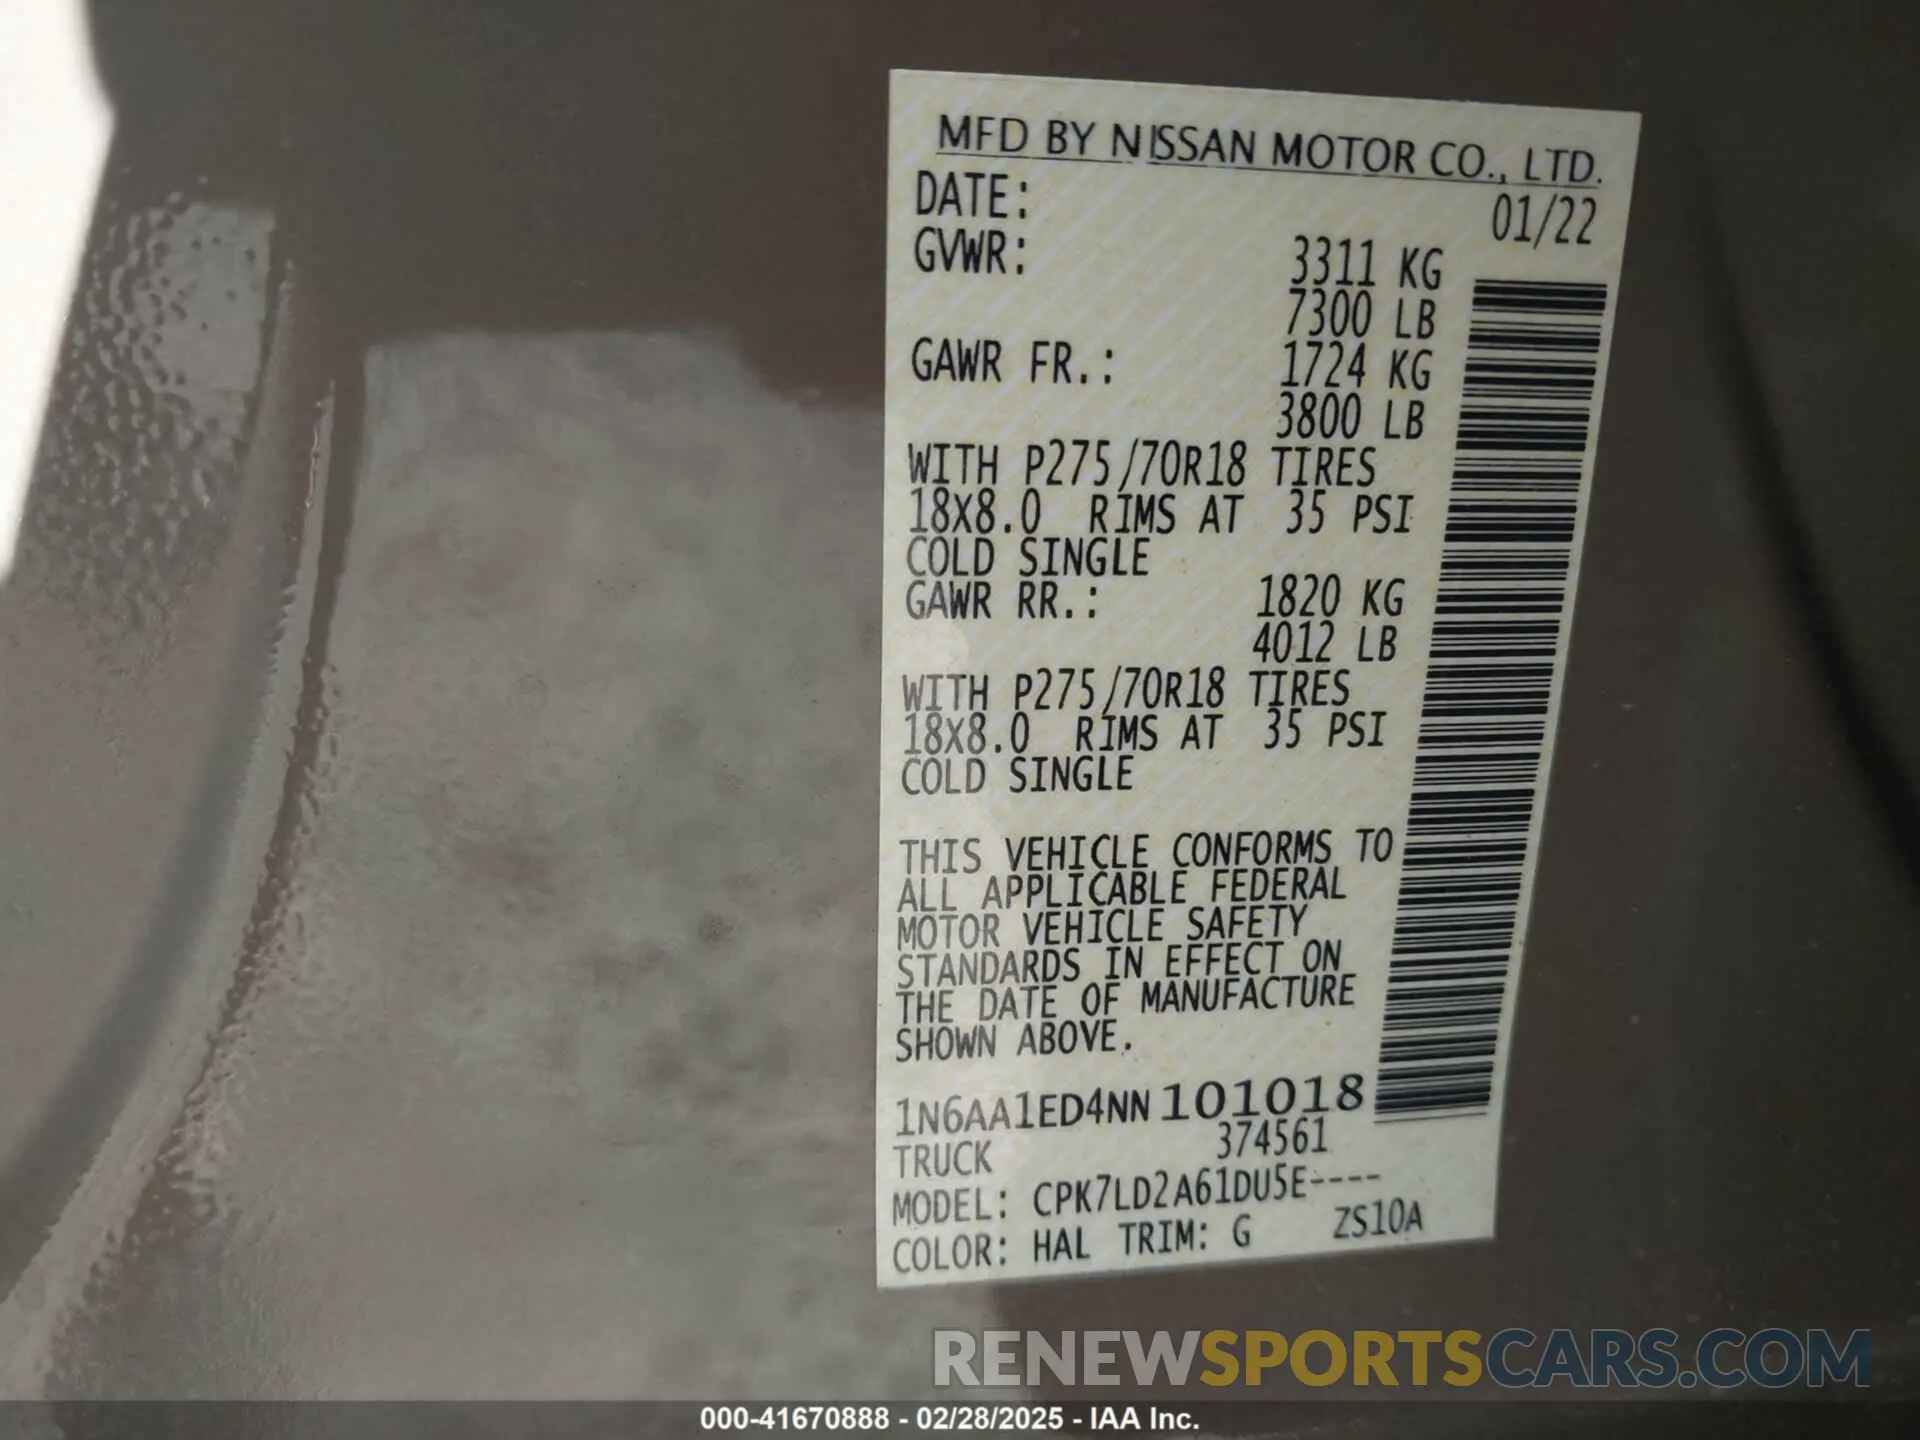 MFD BY NISSAN MOTOR CO., LTD.
DATE: 01/22
GVWR: 3311 KG
7300 LB
GAWR FR.: 1724 KG
3800 LB
WITH P275/70R18 TIRES
18X8.0 RIMS AT 35 PSI
COLD SINGLE
GAWR RR.: 1820 KG
4012 LB
WITH P275/70R18 TIRES
18X8.0 RIMS AT 35 PSI
COLD SINGLE
THIS VEHICLE CONFORMS TO
ALL APPLICABLE FEDERAL
MOTOR VEHICLE SAFETY
STANDARDS IN EFFECT ON
THE DATE OF MANUFACTURE
SHOWN ABOVE.
1N6AA1ED4NN101018
TRUCK 374561
MODEL: CPK7LD2A61DU5E----
COLOR: HAL TRIM: G ZS10A
RENEWSPORTSCARS.COM
000-41670888 - 02/28/2025 - IAA Inc.